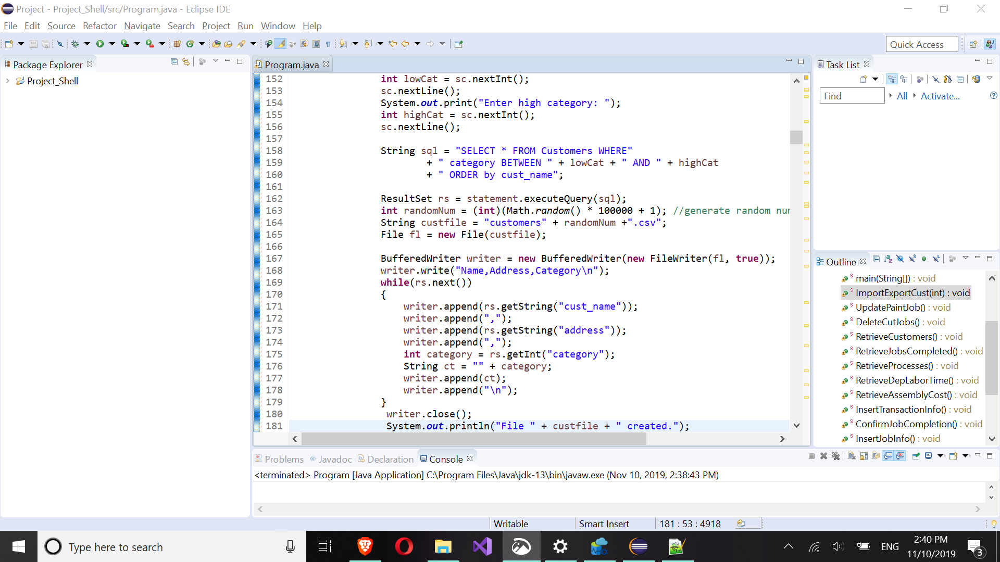 Project - Project_Shell/src/Program.java - Eclipse IDE
File Edit Source Refactor Navigate Search Project Run Window Help
Quick Access
Package Explorer
Project_Shell
Program.java
152 int lowCat = sc.nextInt();
153 sc.nextLine();
154 System.out.print("Enter high category: ");
155 int highCat = sc.nextInt();
156 sc.nextLine();
157
158 String sql = "SELECT * FROM Customers WHERE"
159 + " category BETWEEN " + lowCat + " AND " + highCat
160 + " ORDER by cust_name";
161
162 ResultSet rs = statement.executeQuery(sql);
163 int randomNum = (int)(Math.random() * 100000 + 1); //generate random
164 String custfile = "customers" + randomNum +".csv";
165 File fl = new File(custfile);
166
167 BufferedWriter writer = new BufferedWriter(new FileWriter(fl, true));
168 writer.write("Name,Address,Category\n");
169 while(rs.next())
170 {
171 writer.append(rs.getString("cust_name"));
172 writer.append(",");
173 writer.append(rs.getString("address"));
174 writer.append(",");
175 int category = rs.getInt("category");
176 String ct = "" + category;
177 writer.append(ct);
178 writer.append("\n");
179 }
180 writer.close();
181 System.out.println("File " + custfile + " created.");
Task List
Find All Activate...
Outline
main(String[]) : void
ImportExportCust(int) : void
UpdatePaintJob() : void
DeleteCutJobs() : void
RetrieveCustomers() : void
RetrieveJobsCompleted() : void
RetrieveProcesses() : void
RetrieveDepLaborTime() : void
RetrieveAssemblyCost() : void
InsertTransactionInfo() : void
ConfirmJobCompletion() : void
InsertJobInfo() : void
Problems @ Javadoc Declaration Console
<terminated> Program [Java Application] C:\Program Files\Java\jdk-13\bin\javaw.exe (Nov 10, 2019, 2:38:43 PM)
Writable Smart Insert 181 : 53 : 4918
Type here to search
ENG
2:40 PM
11/10/2019
3